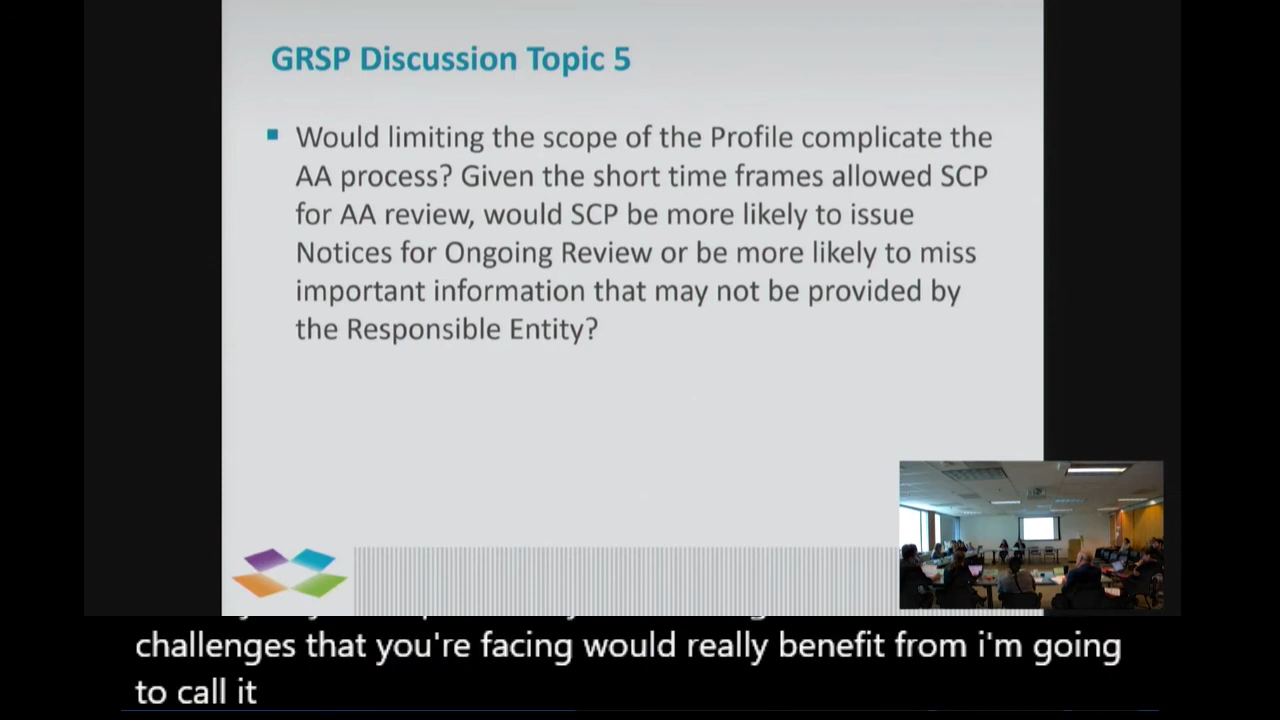 GRSP Discussion Topic 5
Would limiting the scope of the Profile complicate the
AA process? Given the short time frames allowed SCP
for AA review, would SCP be more likely to issue
Notices for Ongoing Review or be more likely to miss
important information that may not be provided by
the Responsible Entity?
challenges that you're facing would really benefit from i'm going
to call it